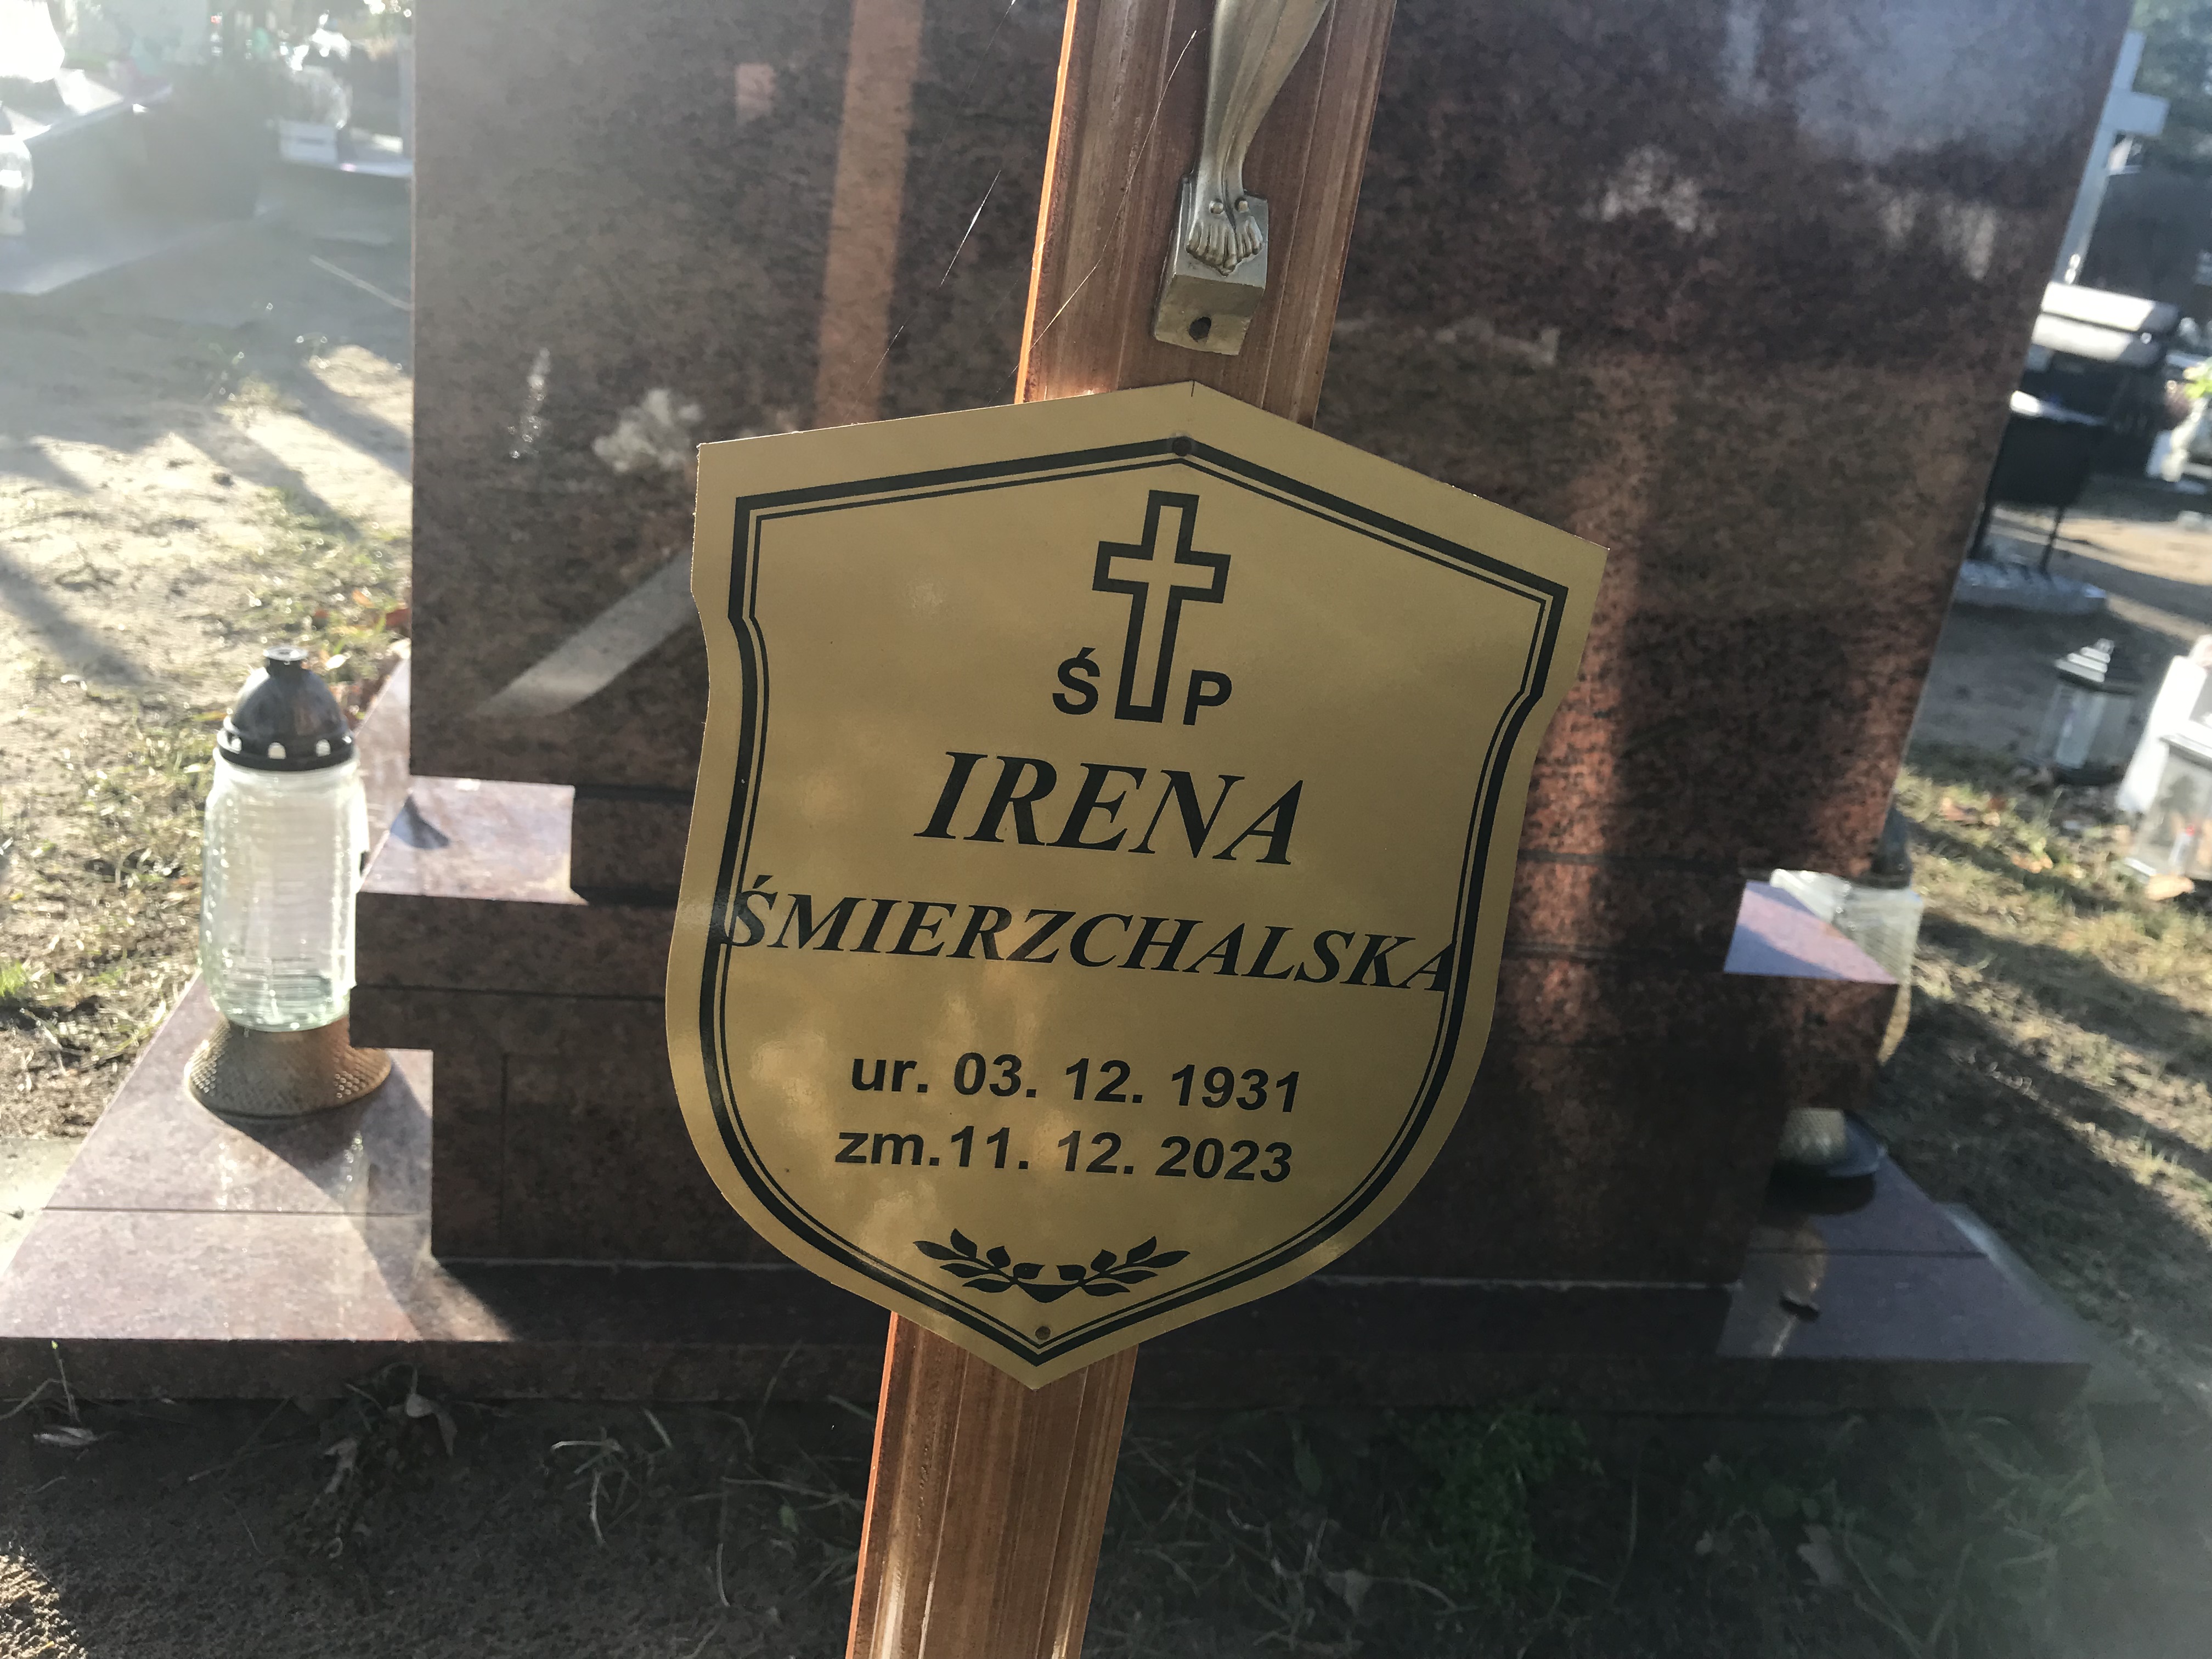 Ś P
IRENA
ŚMIERZCHALSKA
ur. 03. 12. 1931
zm.11. 12. 2023